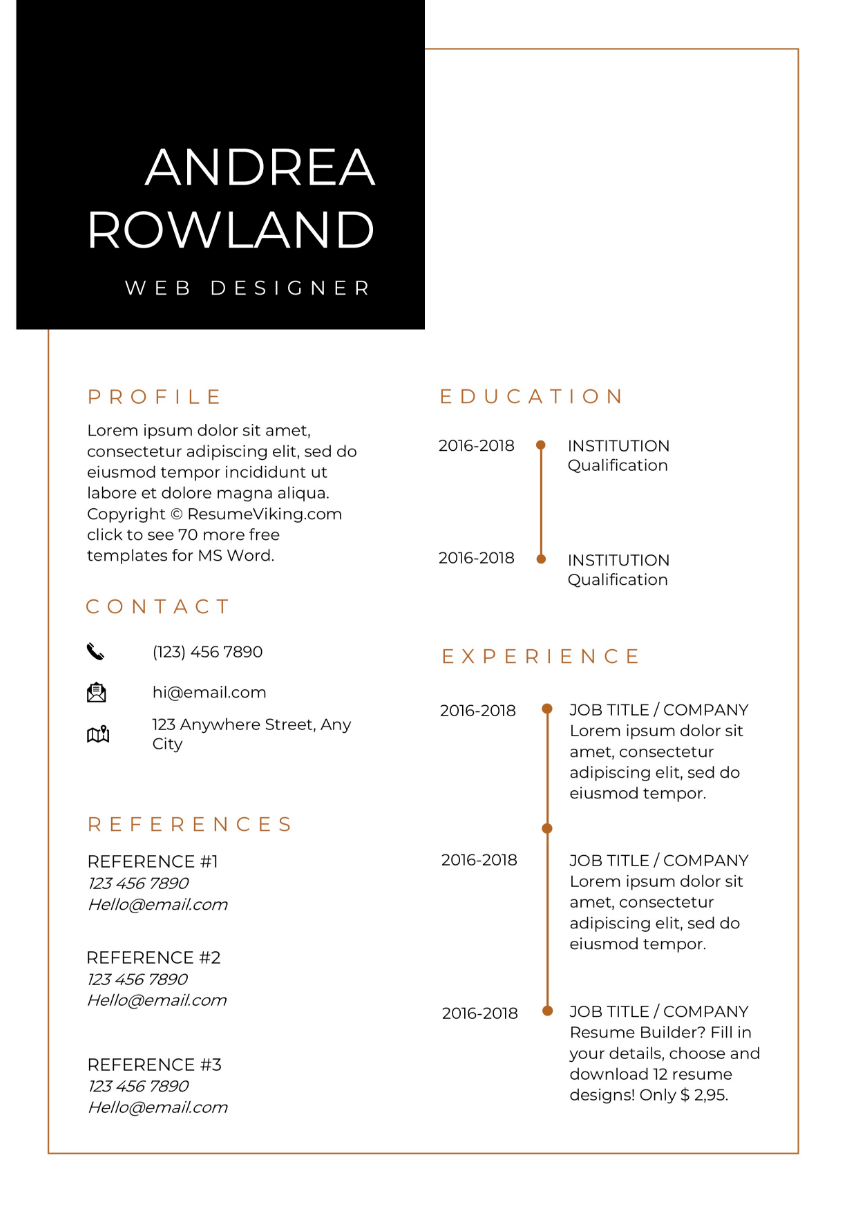 ANDREA
ROWLAND
WEB DESIGNER
PROFILE
Lorem ipsum dolor sit amet,
consectetur adipiscing elit, sed do
eiusmod tempor incididunt ut
labore et dolore magna aliqua.
Copyright © ResumeViking.com
click to see 70 more free
templates for MS Word.
CONTACT
(123) 456 7890
hi@email.com
123 Anywhere Street, Any
City
REFERENCES
REFERENCE #1
123 456 7890
Hello@email.com
REFERENCE #2
123 456 7890
Hello@email.com
REFERENCE #3
123 456 7890
Hello@email.com
EDUCATION
2016-2018
INSTITUTION
Qualification
2016-2018
INSTITUTION
Qualification
EXPERIENCE
2016-2018
JOB TITLE / COMPANY
Lorem ipsum dolor sit
amet, consectetur
adipiscing elit, sed do
eiusmod tempor.
2016-2018
JOB TITLE / COMPANY
Lorem ipsum dolor sit
amet, consectetur
adipiscing elit, sed do
eiusmod tempor.
2016-2018
JOB TITLE / COMPANY
Resume Builder? Fill in
your details, choose and
download 12 resume
designs! Only $ 2,95.